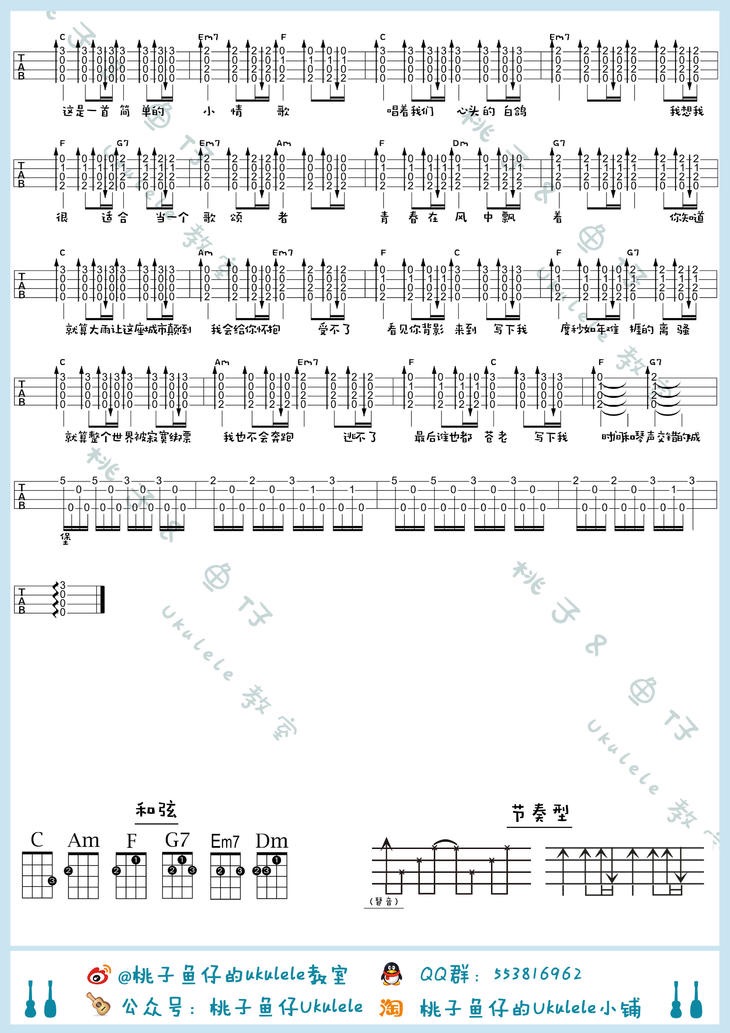 C Em7 F C Em7
这是一首 简 单的 小 情 歌 唱着我们 心头的 白鸽 我想我
F G7 Em7 Am F Dm G7
很 适合 当一个 歌 颂 者 青 春 在 风 中飘 着 你知道
C Am Em7 F C F G7
就算大雨让这座城市颠倒 我会给你怀抱 受不了 看见你背影 来到 写下我 度秒如年难 捱的 离 骚
C Am Em7 F C F G7
就算整个世界被寂寞绑票 我也不会奔跑 逃不了 最后谁也都 苍老 写下我 时间和琴声交错的城
堡
桃子&鱼仔
Ukulele 教室
和弦 节奏型
C Am F G7 Em7 Dm
(琶音)
@桃子鱼仔的ukulele教室 QQ群: 553816962
公众号: 桃子鱼仔Ukulele 淘 桃子鱼仔的Ukulele小铺